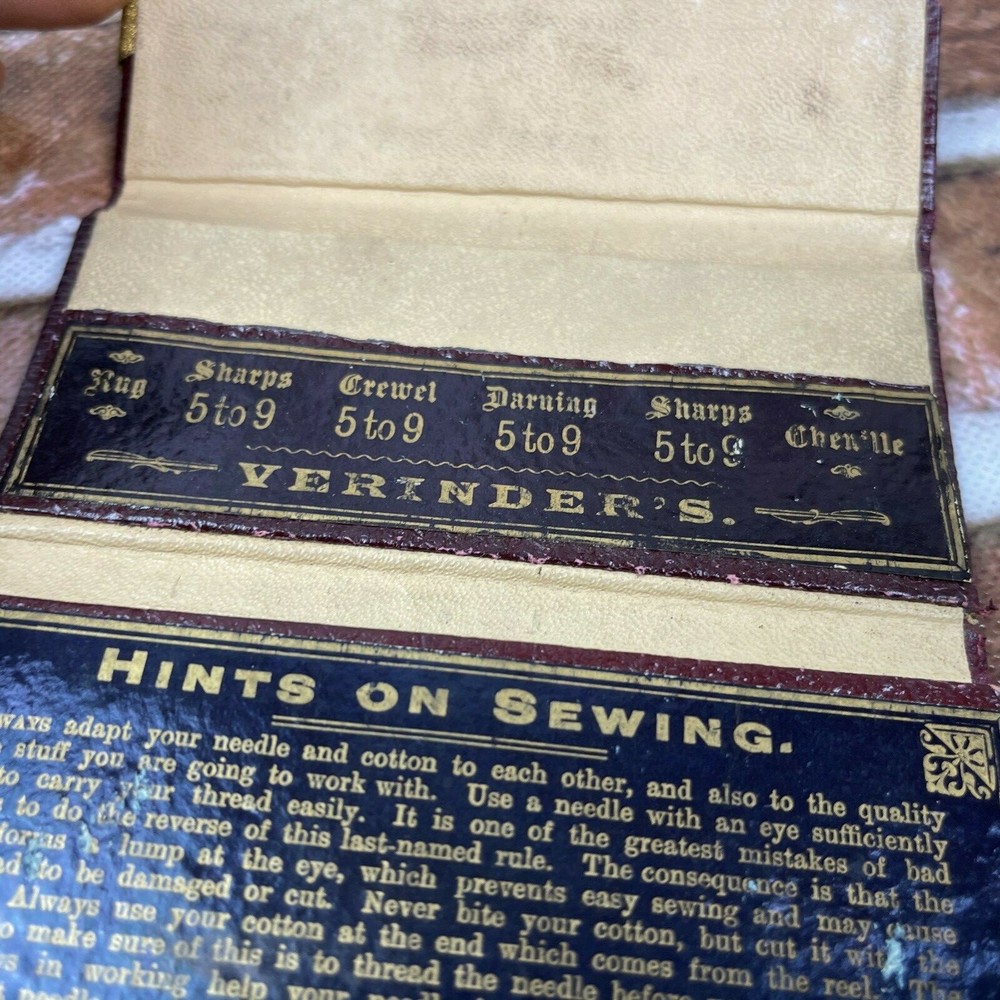 Rug Sharps Crewel Darning Sharps Chen'lle
5 to 9 5 to 9 5 to 9 5 to 9
VERINDER'S.
HINTS ON SEWING.
WAYS adapt your needle and cotton to each other, and also to the quality
stuff you are going to work with. Use a needle with an eye sufficiently
to carry your thread easily. It is one of the greatest mistakes of bad
to do the reverse of this last-named rule. The consequence is that the
forms a lump at the eye, which prevents easy sewing and may cause
to be damaged or cut. Never bite your cotton, but cut it with the
Always use your cotton at the end which comes from the reel. The
to make sure of this is to thread the needle before
in working help your needle